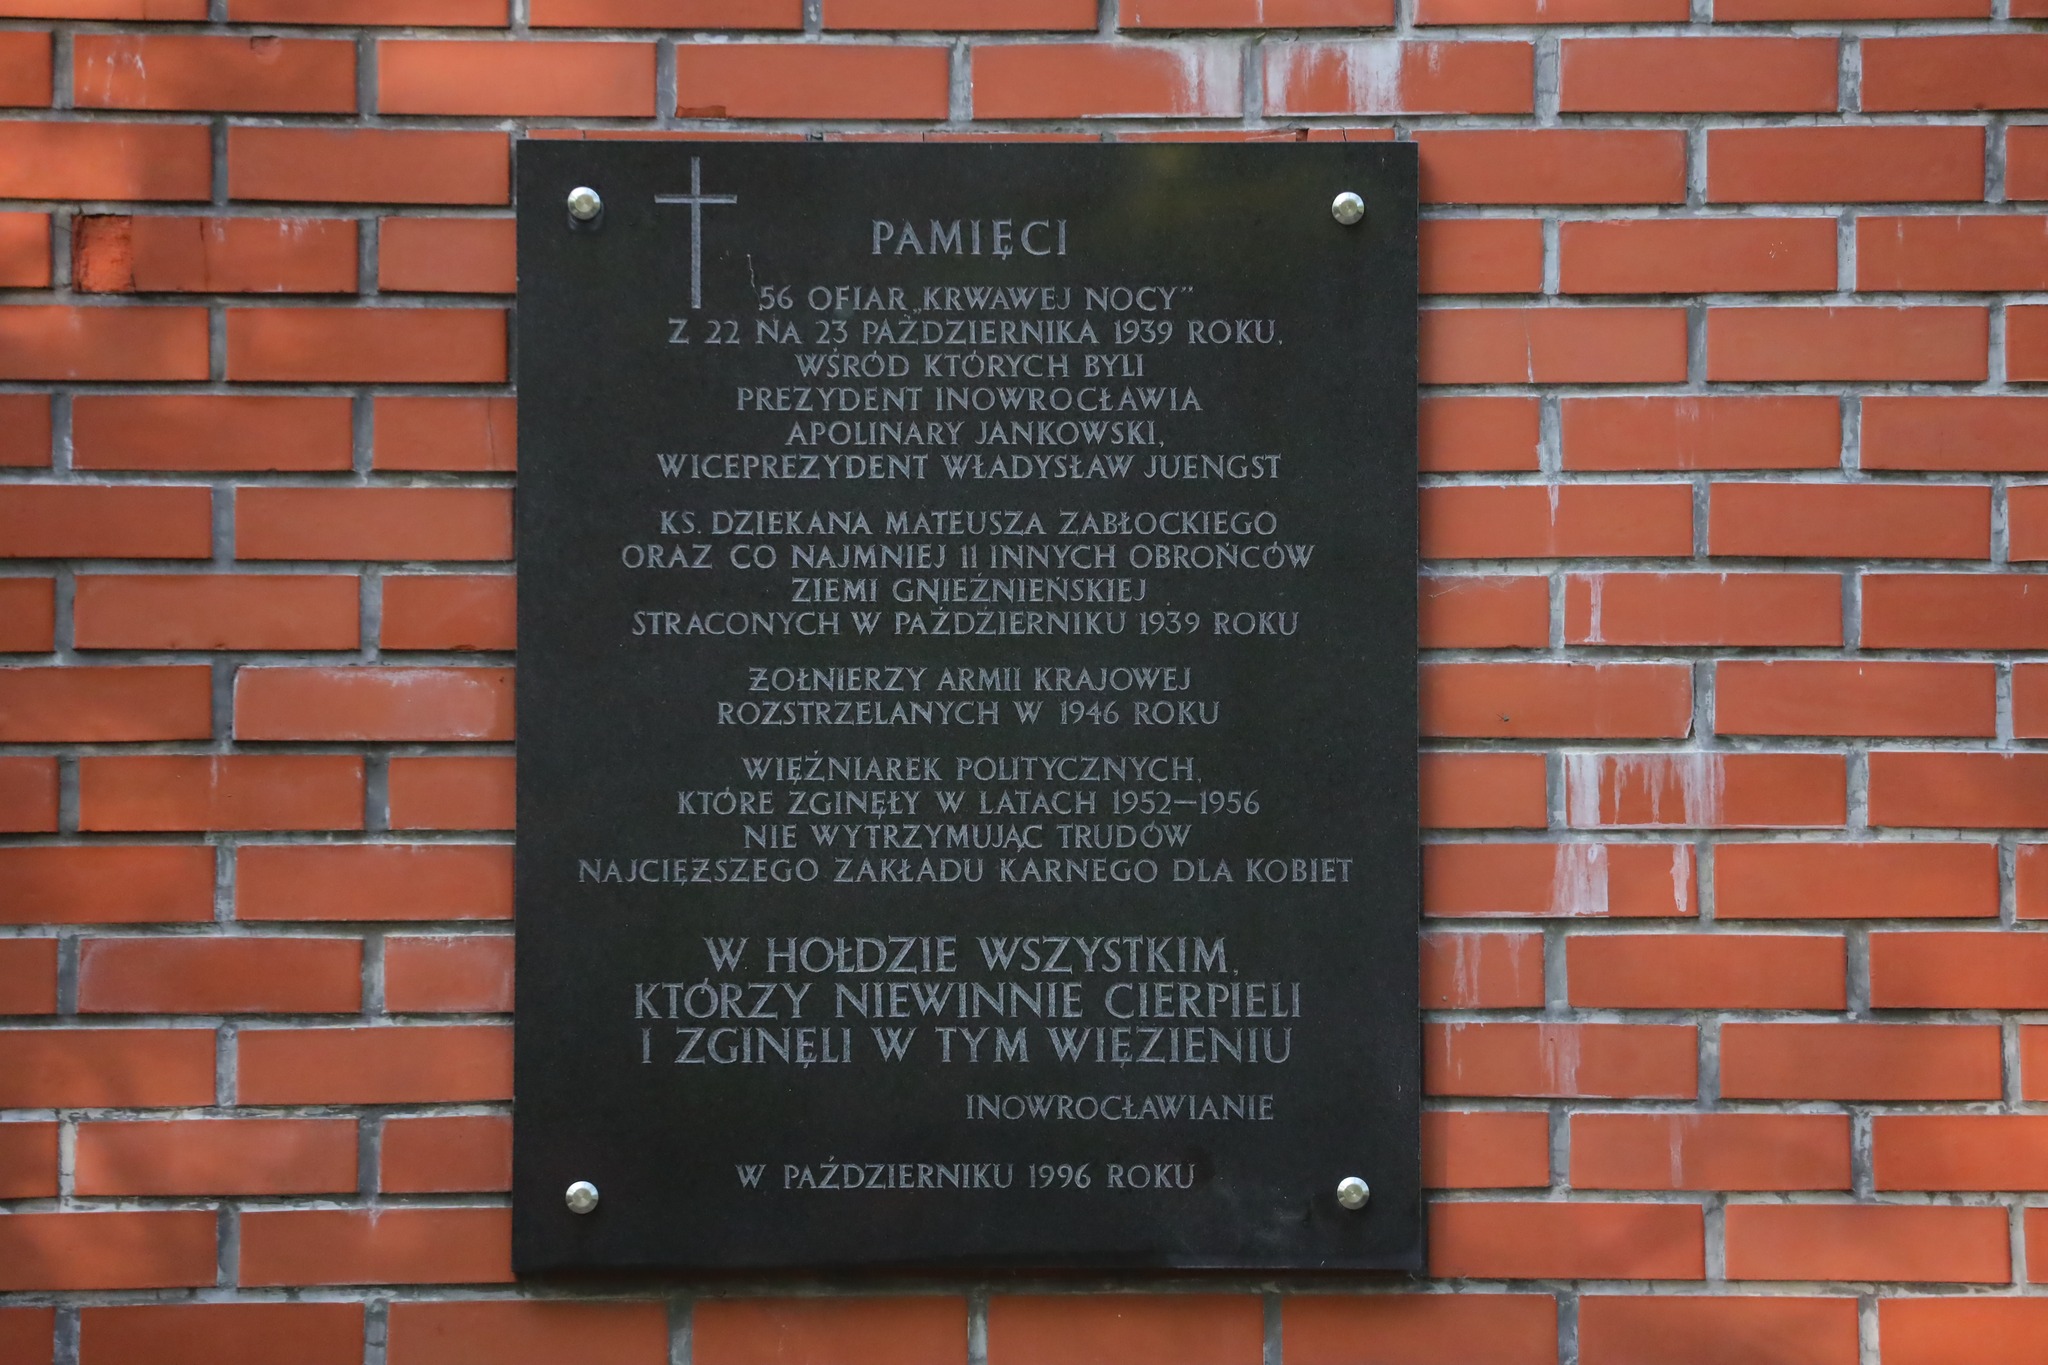 PAMIĘCI
56 OFIAR „KRWAWEJ NOCY”
Z 22 NA 23 PAŹDZIERNIKA 1939 ROKU,
WŚRÓD KTÓRYCH BYLI
PREZYDENT INOWROCŁAWIA
APOLINARY JANKOWSKI,
WICEPREZYDENT WŁADYSŁAW JUENGST
KS. DZIEKANA MATEUSZA ZABŁOCKIEGO
ORAZ CO NAJMNIEJ 11 INNYCH OBROŃCÓW
ZIEMI GNIEŹNIEŃSKIEJ,
STRACONYCH W PAŹDZIERNIKU 1939 ROKU
ŻOŁNIERZY ARMII KRAJOWEJ
ROZSTRZELANYCH W 1946 ROKU
WIĘŹNIAREK POLITYCZNYCH,
KTÓRE ZGINĘŁY W LATACH 1952–1956
NIE WYTRZYMUJĄC TRUDÓW
NAJCIĘŻSZEGO ZAKŁADU KARNEGO DLA KOBIET
W HOŁDZIE WSZYSTKIM,
KTÓRZY NIEWINNIE CIERPIELI
I ZGINĘLI W TYM WIĘZIENIU
INOWROCŁAWIANIE
W PAŹDZIERNIKU 1996 ROKU